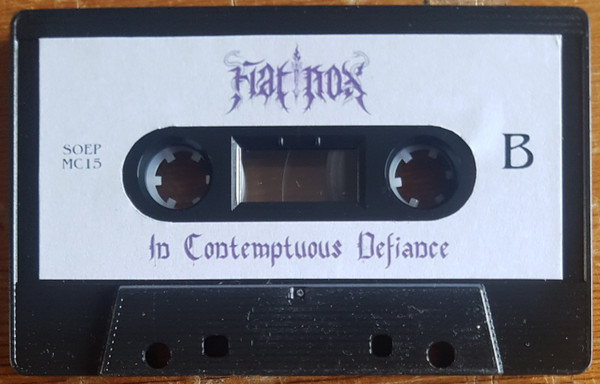 Fiat Nox
SOEP
MC15
B
In Contemptuous Defiance